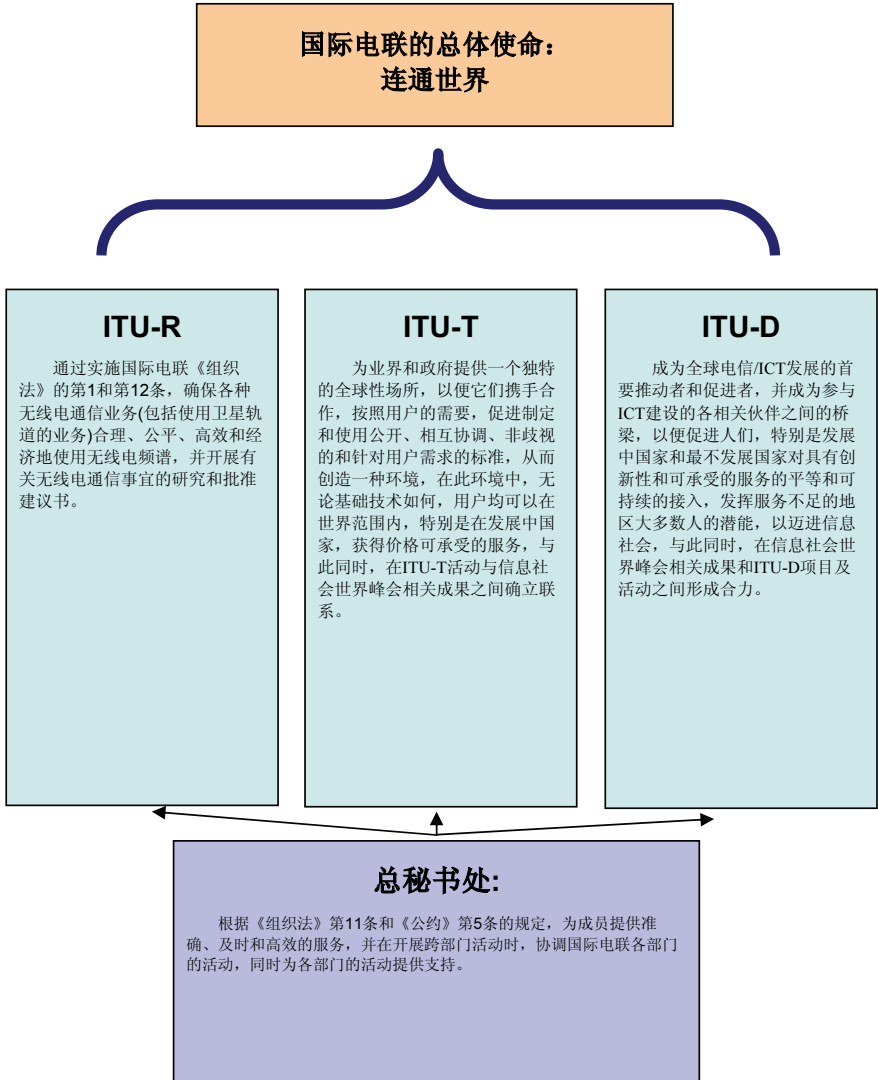 国际电联的总体使命：
连通世界
ITU-R
通过实施国际电联《组织
法》的第1和第12条，确保各种
无线电通信业务(包括使用卫星轨
道的业务)合理、公平、高效和经
济地使用无线电频谱，并开展有
关无线电通信事宜的研究和批准
建议书。
ITU-T
为业界和政府提供一个独特
的全球性场所，以便它们携手合
作，按照用户的需要，促进制定
和使用公开、相互协调、非歧视
的和针对用户需求的标准，从而
创造一种环境，在此环境中，无
论基础技术如何，用户均可以在
世界范围内，特别是在发展中国
家，获得价格可承受的服务，与
此同时，在ITU-T活动与信息社
会世界峰会相关成果之间确立联
系。
ITU-D
成为全球电信/ICT发展的首
要推动者和促进者，并成为参与
ICT建设的各相关伙伴之间的桥
梁，以便促进人们，特别是发展
中国家和最不发展国家对具有创
新性和可承受的服务的平等和可
持续的接入，发挥服务不足的地
区大多数人的潜能，以迈进信息
社会，与此同时，在信息社会世
界峰会相关成果和ITU-D项目及
活动之间形成合力。
总秘书处:
根据《组织法》第11条和《公约》第5条的规定，为成员提供准
确、及时和高效的服务，并在开展跨部门活动时，协调国际电联各部门
的活动，同时为各部门的活动提供支持。